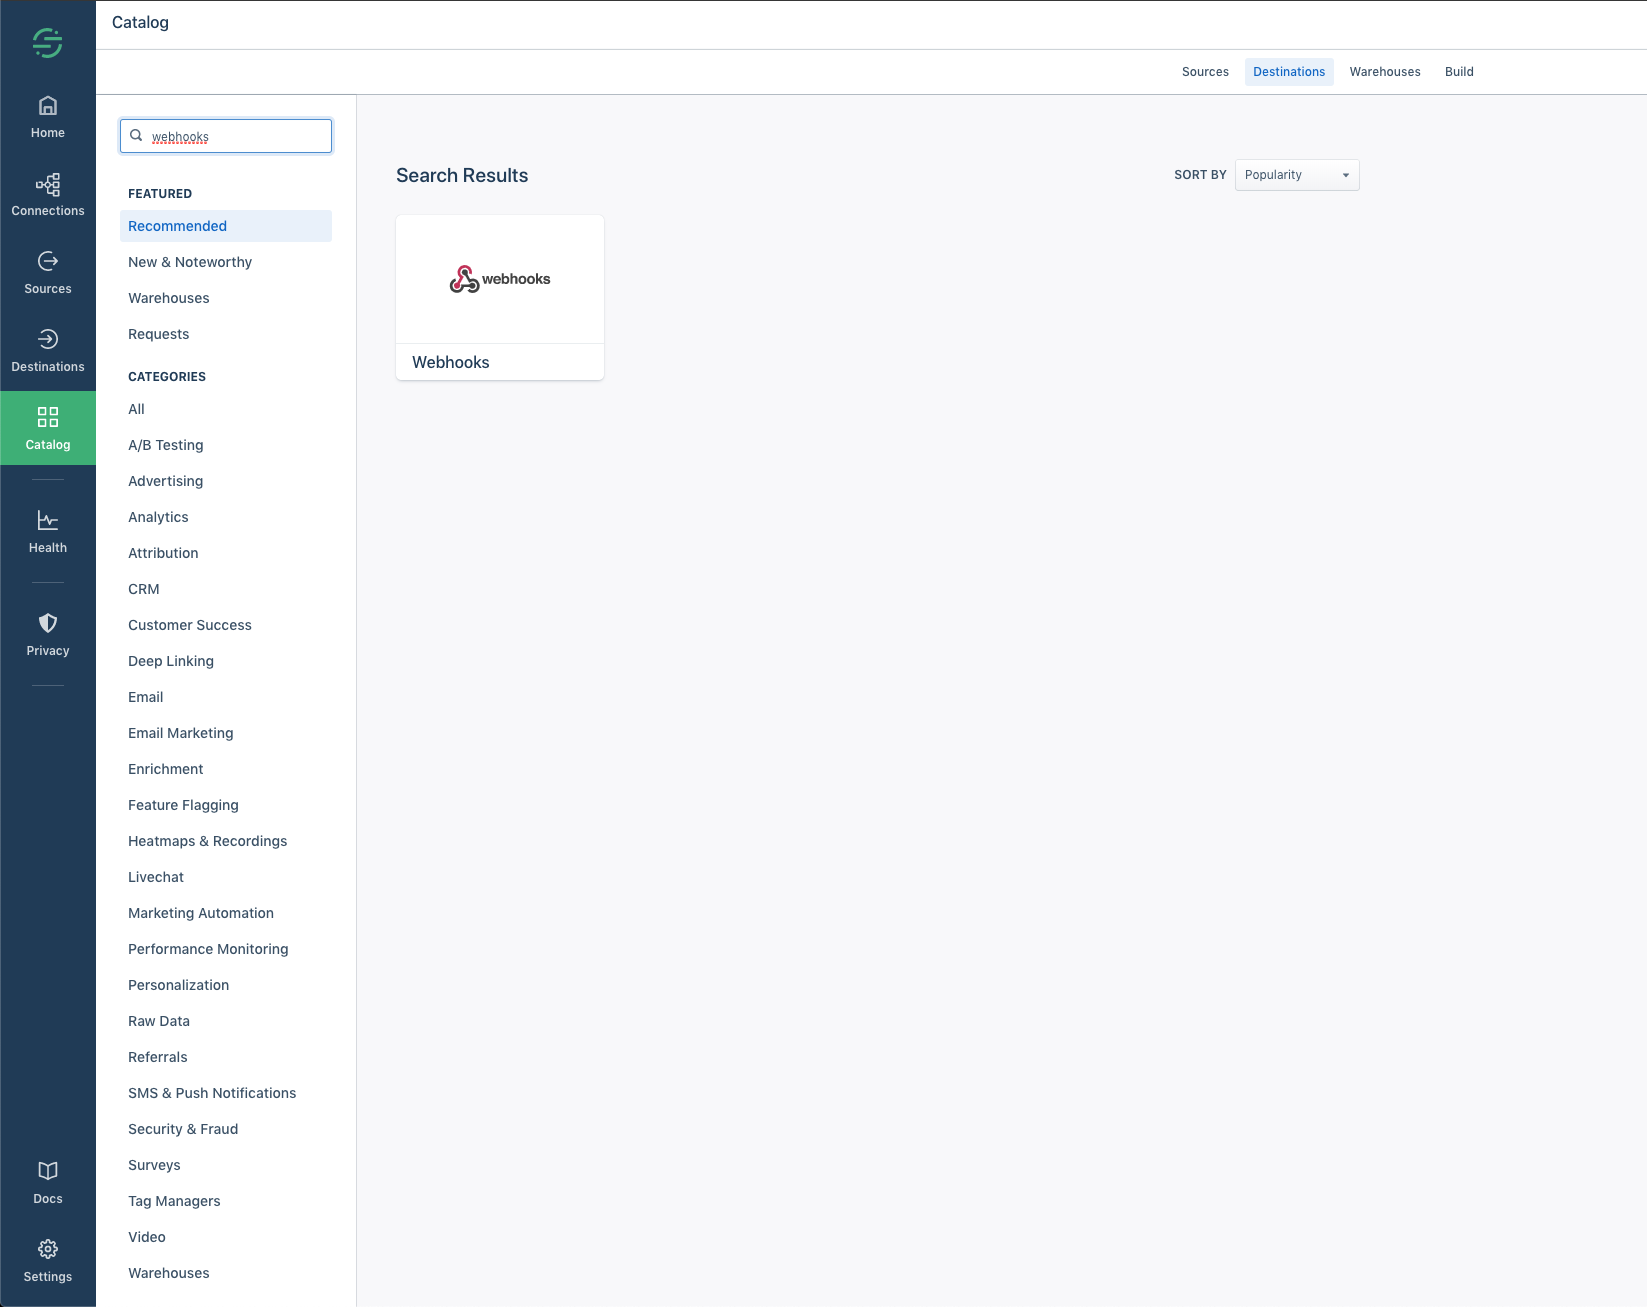 Catalog
Sources
Destinations
Warehouses
Build
Home
Connections
Sources
Destinations
Catalog
Health
Privacy
Docs
Settings
webhooks
FEATURED
Recommended
New & Noteworthy
Warehouses
Requests
CATEGORIES
All
A/B Testing
Advertising
Analytics
Attribution
CRM
Customer Success
Deep Linking
Email
Email Marketing
Enrichment
Feature Flagging
Heatmaps & Recordings
Livechat
Marketing Automation
Performance Monitoring
Personalization
Raw Data
Referrals
SMS & Push Notifications
Security & Fraud
Surveys
Tag Managers
Video
Warehouses
Search Results
SORT BY
Popularity
webhooks
Webhooks